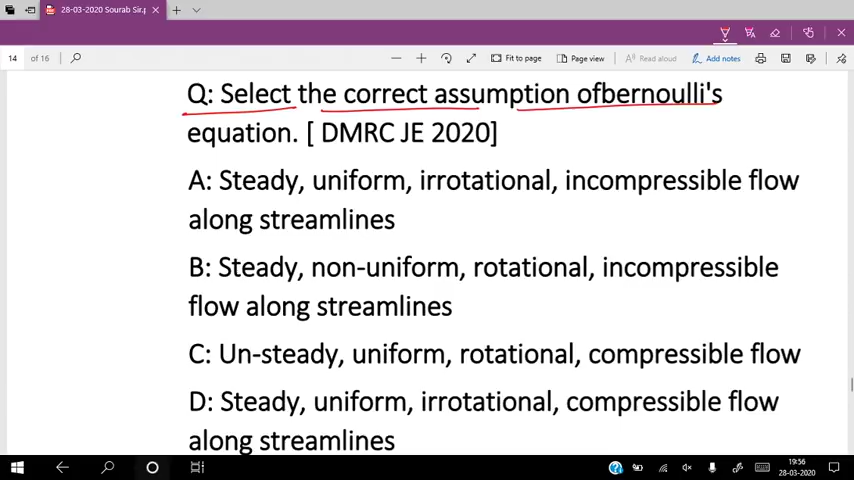 28-03-2020 Sourab Sir.p
14 of 16 Fit to page Page view Read aloud Add notes
Q: Select the correct assumption ofbernoulli's
equation. [ DMRC JE 2020]
A: Steady, uniform, irrotational, incompressible flow
along streamlines
B: Steady, non-uniform, rotational, incompressible
flow along streamlines
C: Un-steady, uniform, rotational, compressible flow
D: Steady, uniform, irrotational, compressible flow
along streamlines
19:56
28-03-2020